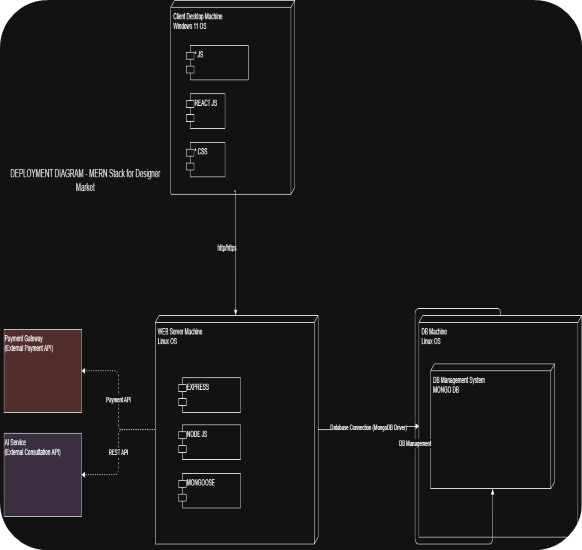 Client Desktop Machine
Windows 11 OS
*.JS
REACT JS
*.CSS
DEPLOYMENT DIAGRAM - MERN Stack for Designer
Market
http/https
WEB Server Machine
Linux OS
EXPRESS
NODE JS
MONGOOSE
Payment Gateway
(External Payment API)
Payment API
AI Service
(External Consultation API)
REST API
Database Connection (MongoDB Driver)
DB Machine
Linux OS
DB Management System
MONGO DB
DB Management